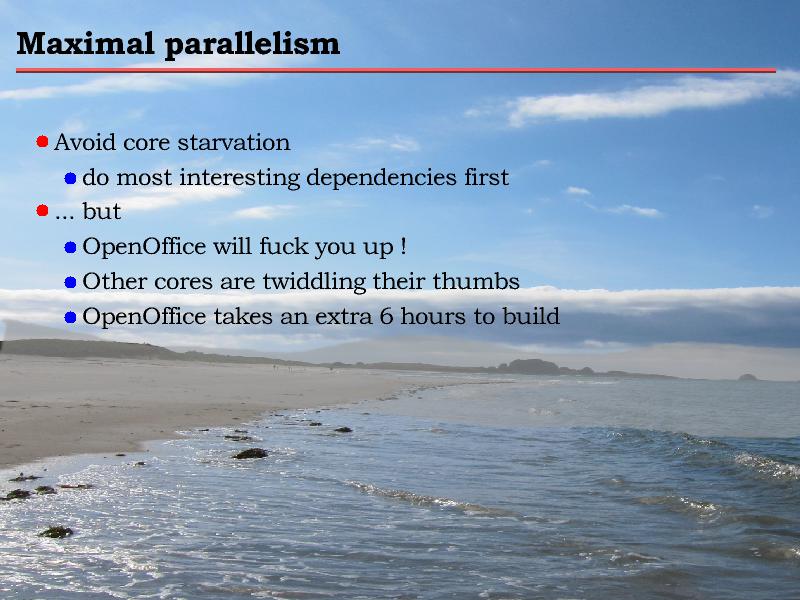 Maximal parallelism
Avoid core starvation
do most interesting dependencies first
... but
OpenOffice will fuck you up !
Other cores are twiddling their thumbs
OpenOffice takes an extra 6 hours to build